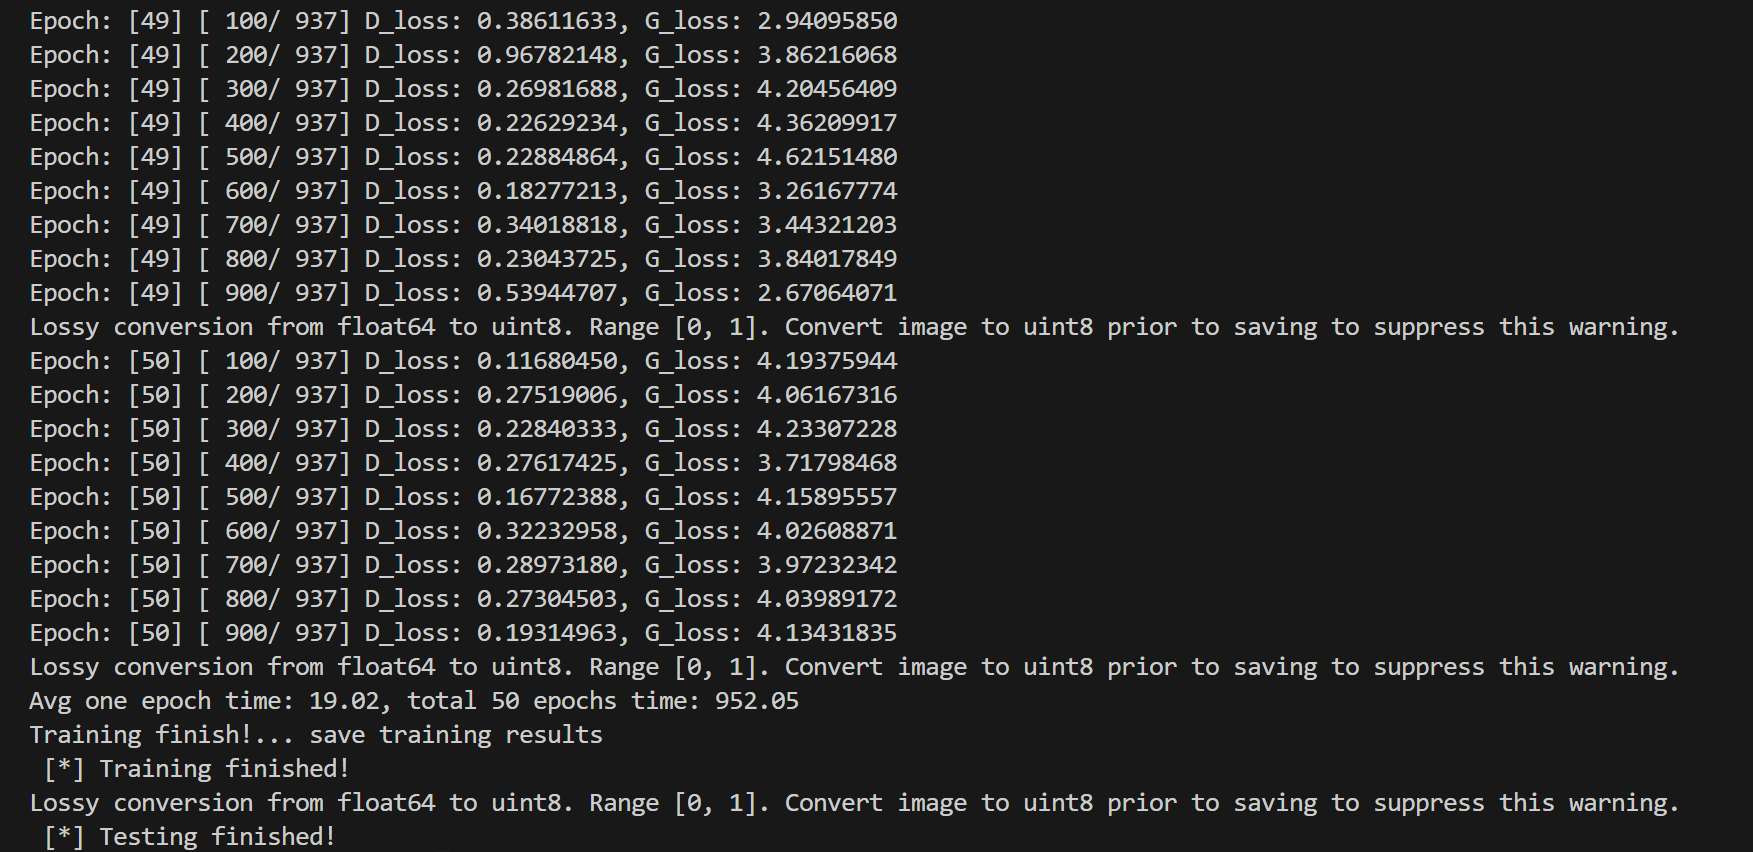 Epoch: [49] [ 100/ 937] D_loss: 0.38611633, G_loss: 2.94095850
Epoch: [49] [ 200/ 937] D_loss: 0.96782148, G_loss: 3.86216068
Epoch: [49] [ 300/ 937] D_loss: 0.26981688, G_loss: 4.20456409
Epoch: [49] [ 400/ 937] D_loss: 0.22629234, G_loss: 4.36209917
Epoch: [49] [ 500/ 937] D_loss: 0.22884864, G_loss: 4.62151480
Epoch: [49] [ 600/ 937] D_loss: 0.18277213, G_loss: 3.26167774
Epoch: [49] [ 700/ 937] D_loss: 0.34018818, G_loss: 3.44321203
Epoch: [49] [ 800/ 937] D_loss: 0.23043725, G_loss: 3.84017849
Epoch: [49] [ 900/ 937] D_loss: 0.53944707, G_loss: 2.67064071
Lossy conversion from float64 to uint8. Range [0, 1]. Convert image to uint8 prior to saving to suppress this warning.
Epoch: [50] [ 100/ 937] D_loss: 0.11680450, G_loss: 4.19375944
Epoch: [50] [ 200/ 937] D_loss: 0.27519006, G_loss: 4.06167316
Epoch: [50] [ 300/ 937] D_loss: 0.22840333, G_loss: 4.23307228
Epoch: [50] [ 400/ 937] D_loss: 0.27617425, G_loss: 3.71798468
Epoch: [50] [ 500/ 937] D_loss: 0.16772388, G_loss: 4.15895557
Epoch: [50] [ 600/ 937] D_loss: 0.32232958, G_loss: 4.02608871
Epoch: [50] [ 700/ 937] D_loss: 0.28973180, G_loss: 3.97232342
Epoch: [50] [ 800/ 937] D_loss: 0.27304503, G_loss: 4.03989172
Epoch: [50] [ 900/ 937] D_loss: 0.19314963, G_loss: 4.13431835
Lossy conversion from float64 to uint8. Range [0, 1]. Convert image to uint8 prior to saving to suppress this warning.
Avg one epoch time: 19.02, total 50 epochs time: 952.05
Training finish!... save training results
 [*] Training finished!
Lossy conversion from float64 to uint8. Range [0, 1]. Convert image to uint8 prior to saving to suppress this warning.
 [*] Testing finished!